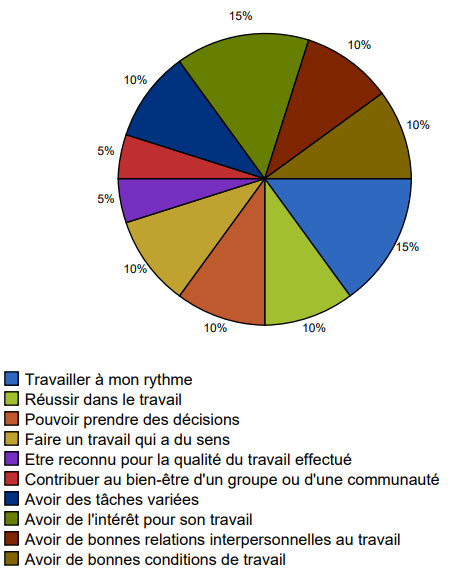 15%
10%
10%
10%
5%
5%
15%
10%
10%
10%
Travailler à mon rythme
Réussir dans le travail
Pouvoir prendre des décisions
Faire un travail qui a du sens
Etre reconnu pour la qualité du travail effectué
Contribuer au bien-être d'un groupe ou d'une communauté
Avoir des tâches variées
Avoir de l'intérêt pour son travail
Avoir de bonnes relations interpersonnelles au travail
Avoir de bonnes conditions de travail